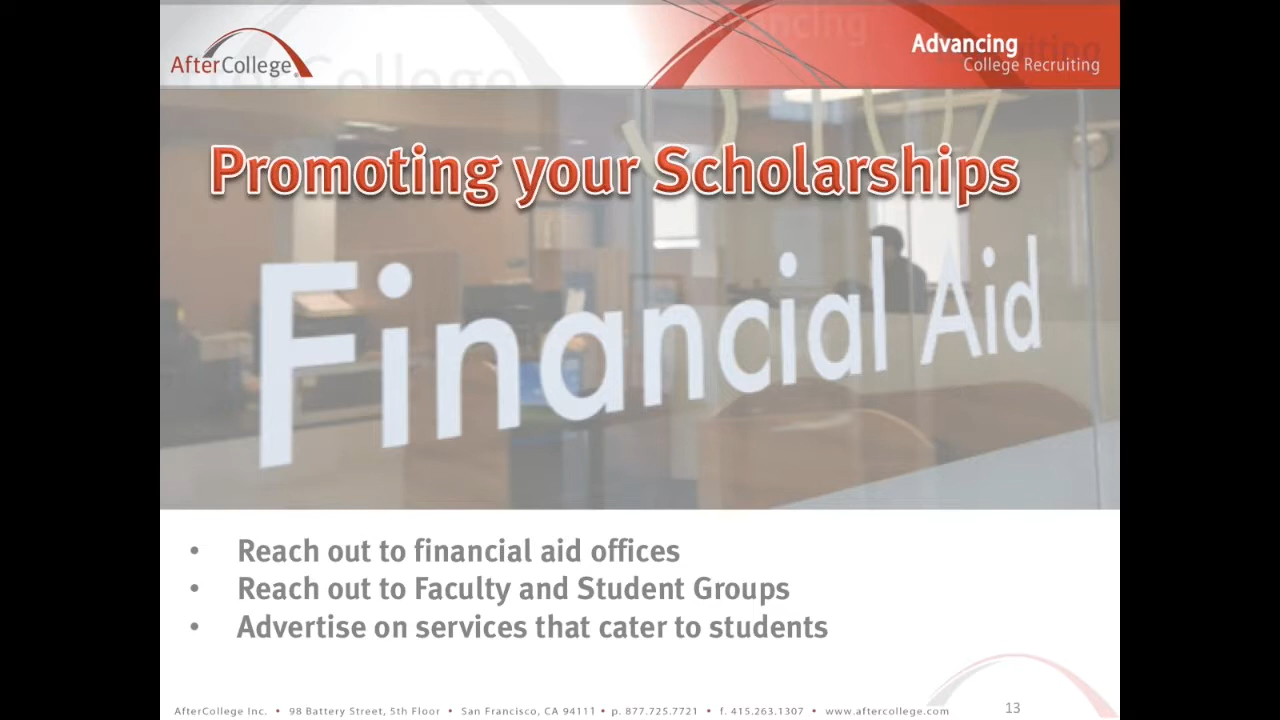 AfterCollege.
Advancing
College Recruiting
Promoting your Scholarships
Financial Aid
• Reach out to financial aid offices
• Reach out to Faculty and Student Groups
• Advertise on services that cater to students
AfterCollege Inc. • 98 Battery Street, 5th Floor • San Francisco, CA 94111 • p. 877.725.7721 • f. 415.263.1307 • www.aftercollege.com
13